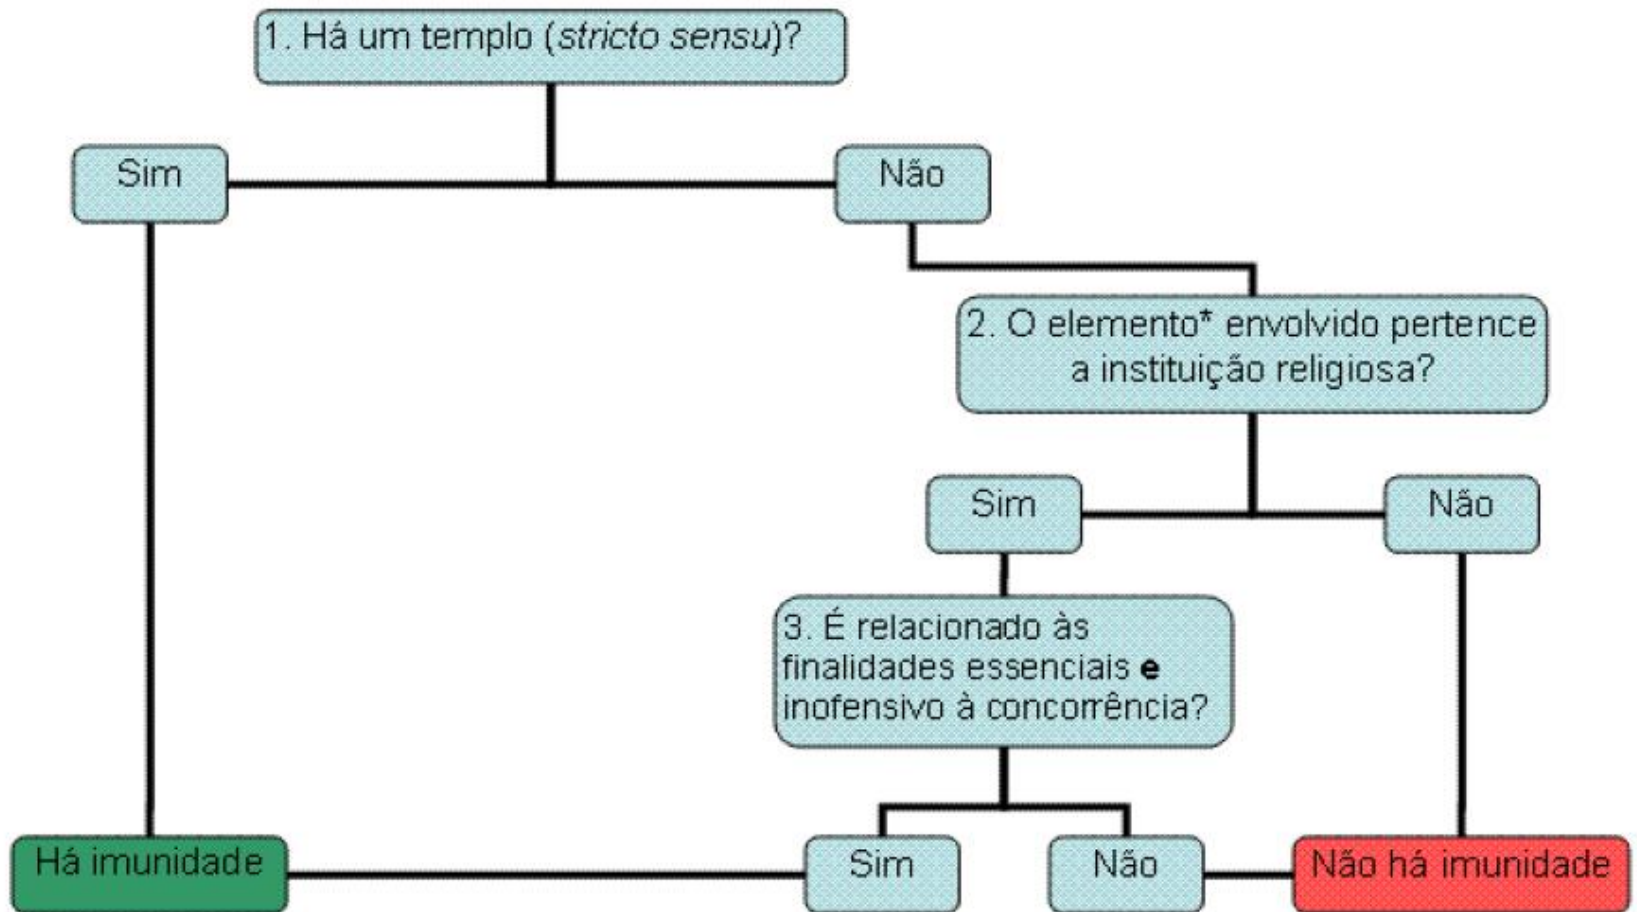 1. Há um templo (stricto sensu)?
Sim
Não
2. O elemento* envolvido pertence
a instituição religiosa?
Sim
Não
3. É relacionado às
finalidades essenciais e
inofensivo à concorrência?
Há imunidade
Sim
Não
Não há imunidade